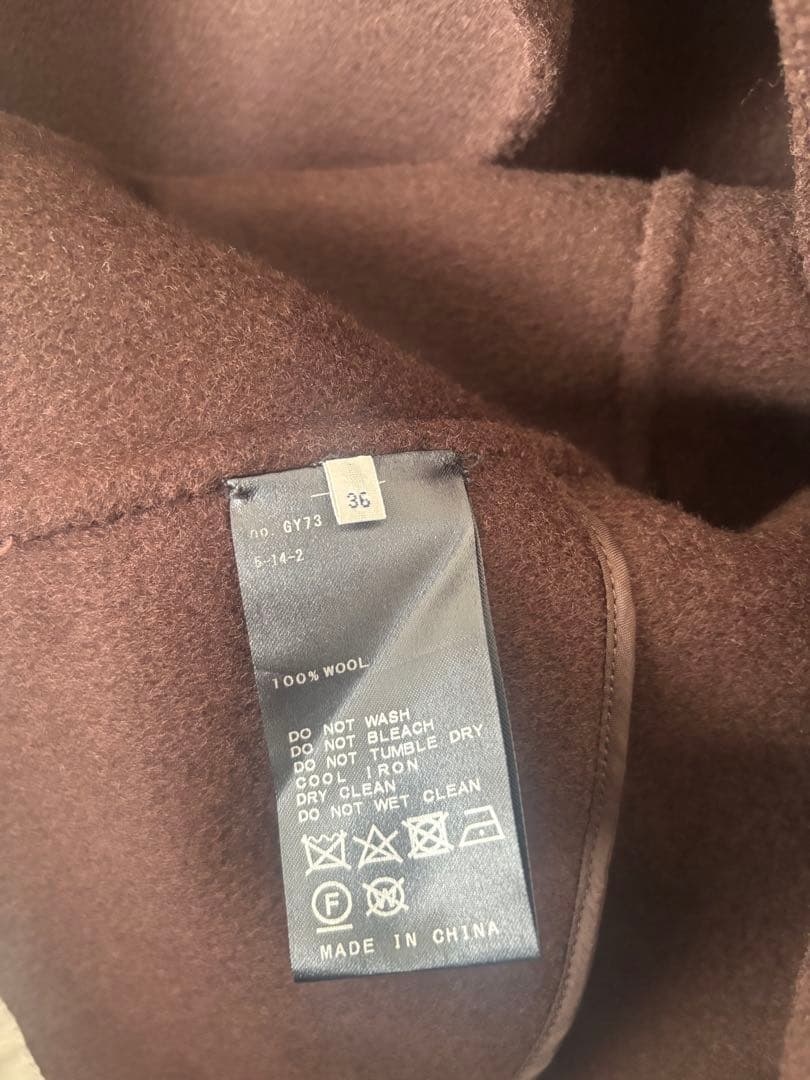 36
no. GY73
5-14-2
100% WOOL
DO NOT WASH
DO NOT BLEACH
DO NOT TUMBLE DRY
COOL IRON
DRY CLEAN
DO NOT WET CLEAN
F W
MADE IN CHINA